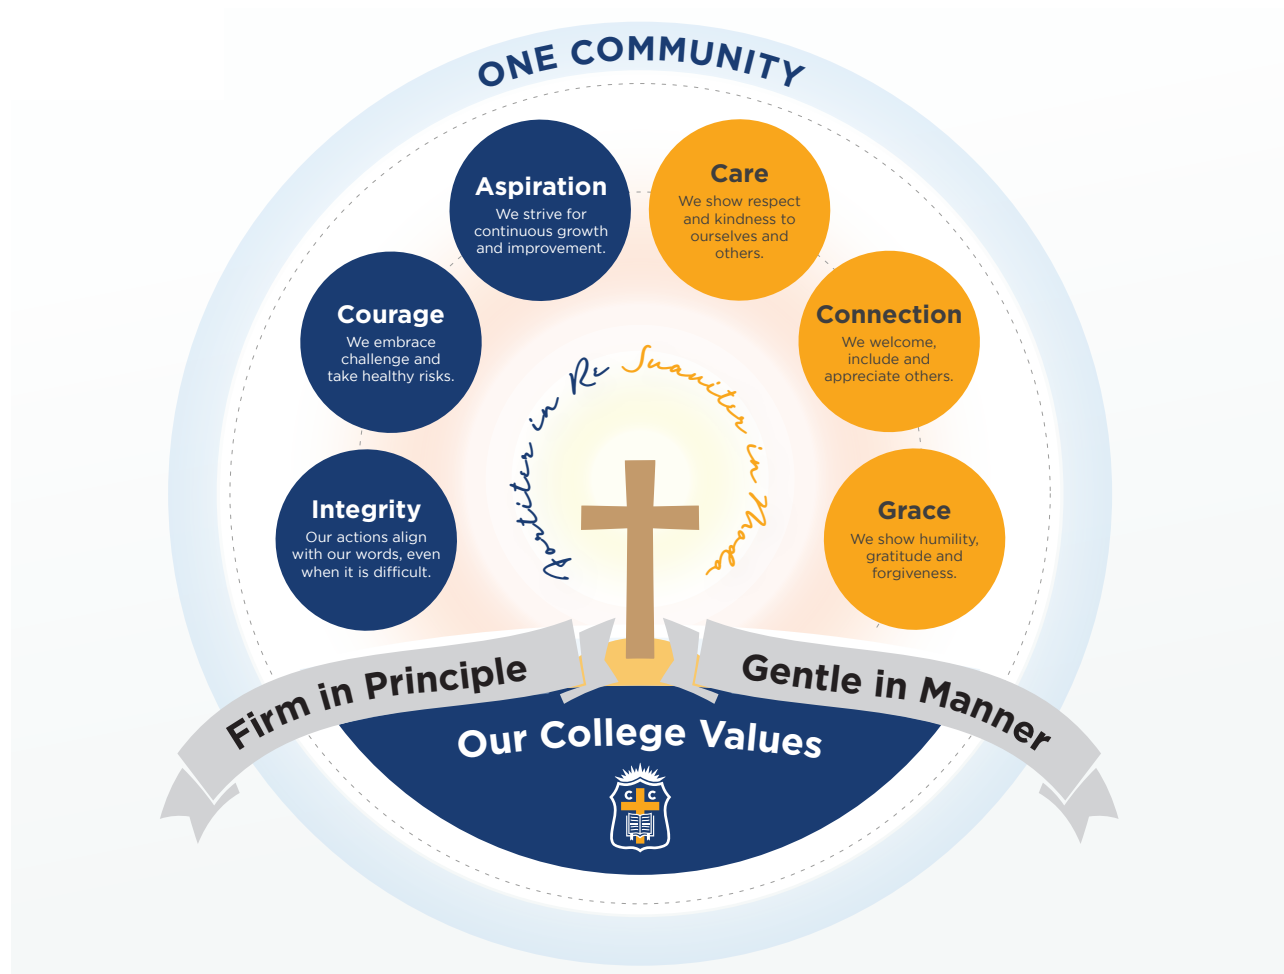 ONE COMMUNITY
Aspiration
We strive for
continuous growth
and improvement.
Care
We show respect
and kindness to
ourselves and
others.
Courage
We embrace
challenge and
take healthy risks.
Connection
We welcome,
include and
appreciate others.
Integrity
Our actions align
with our words, even
when it is difficult.
Grace
We show humility,
gratitude and
forgiveness.
Fortiter in Re Suaviter in Modo
Firm in Principle
Gentle in Manner
Our College Values
C C